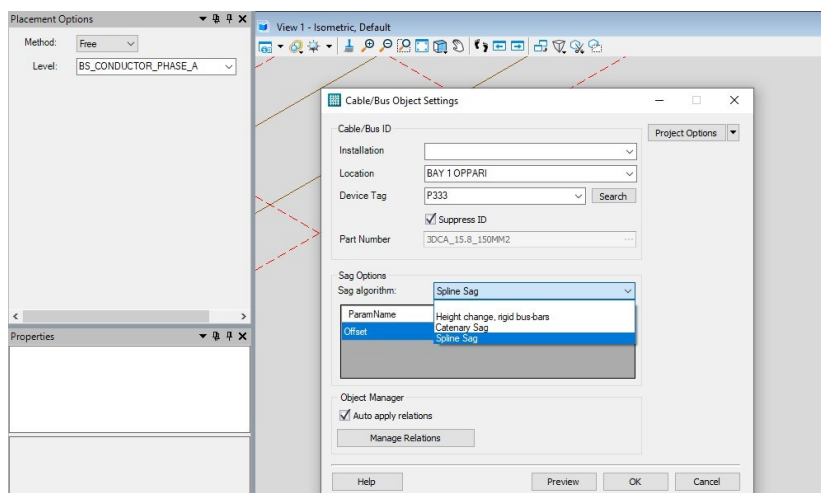 Placement Options
Method: Free
Level: BS_CONDUCTOR_PHASE_A
Properties
View 1 - Isometric, Default
Cable/Bus Object Settings
Cable/Bus ID
Project Options
Installation
Location BAY 1 OPPARI
Device Tag P333 Search
Suppress ID
Part Number 3DCA_15.8_150MM2 ...
Sag Options
Sag algorithm: Spline Sag
ParamName
Height change, rigid bus-bars
Catenary Sag
Offset
Spline Sag
Object Manager
Auto apply relations
Manage Relations
Help Preview OK Cancel